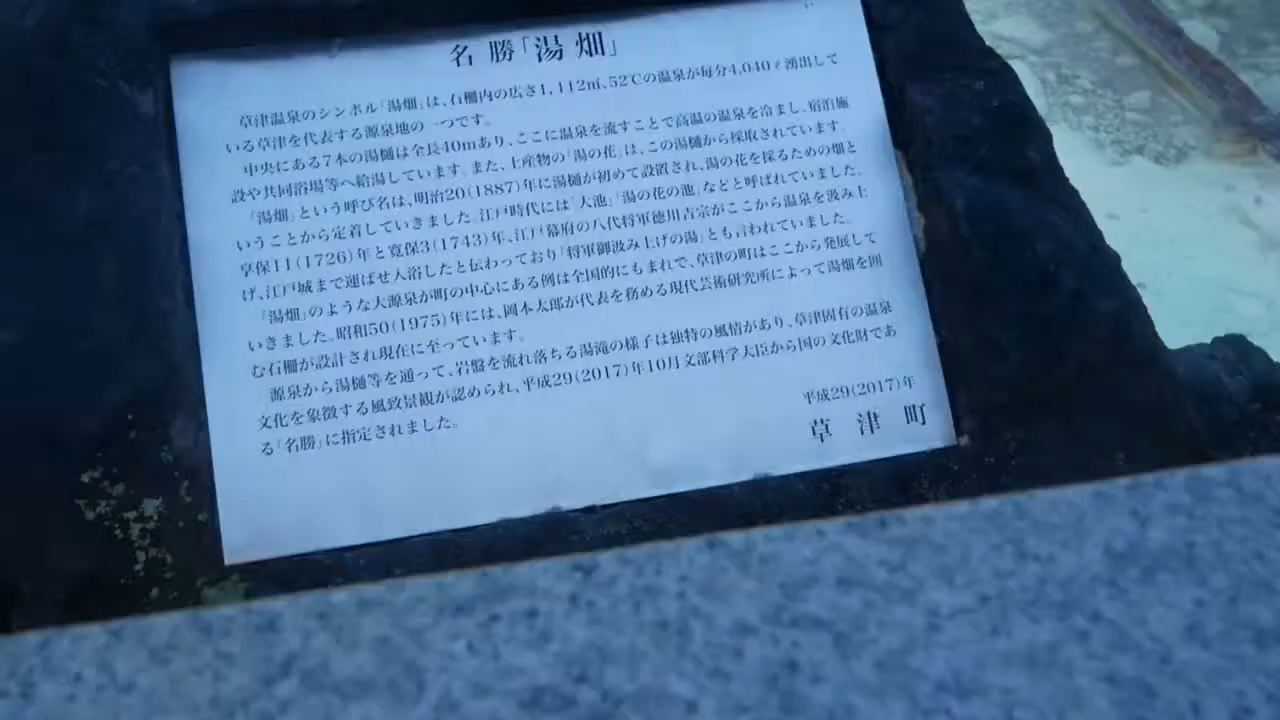 名勝「湯畑」
草津温泉のシンボル「湯畑」は、石柵内の広さ1,112㎡、52℃の温泉が毎分4,040ℓ湧出して
いる草津を代表する源泉地の一つです。
中央にある7本の湯樋は全長40mあり、ここに温泉を流すことで高温の温泉を冷まし、宿泊施
設や共同浴場等へ給湯しています。また、土産物の「湯の花」は、この湯樋から採取されています。
「湯畑」という呼び名は、明治20(1887)年に湯樋が初めて設置され、湯の花を採るための畑と
いうことから定着していきました。江戸時代には「大池」「湯の花の池」などと呼ばれていました。
享保11(1726)年と寛保3(1743)年、江戸幕府の八代将軍徳川吉宗がここから温泉を汲み上
げ、江戸城まで運ばせ入浴したと伝わっており「将軍御汲み上げの湯」とも言われていました。
「湯畑」のような大源泉が町の中心にある例は全国的にもまれで、草津の町はここから発展して
いきました。昭和50(1975)年には、岡本太郎が代表を務める現代芸術研究所によって湯畑を囲
む石柵が設計され現在に至っています。
源泉から湯樋等を通って、岩盤を流れ落ちる湯滝の様子は独特の風情があり、草津固有の温泉
文化を象徴する風致景観が認められ、平成29(2017)年10月文部科学大臣から国の文化財であ
る「名勝」に指定されました。
平成29(2017)年
草津町